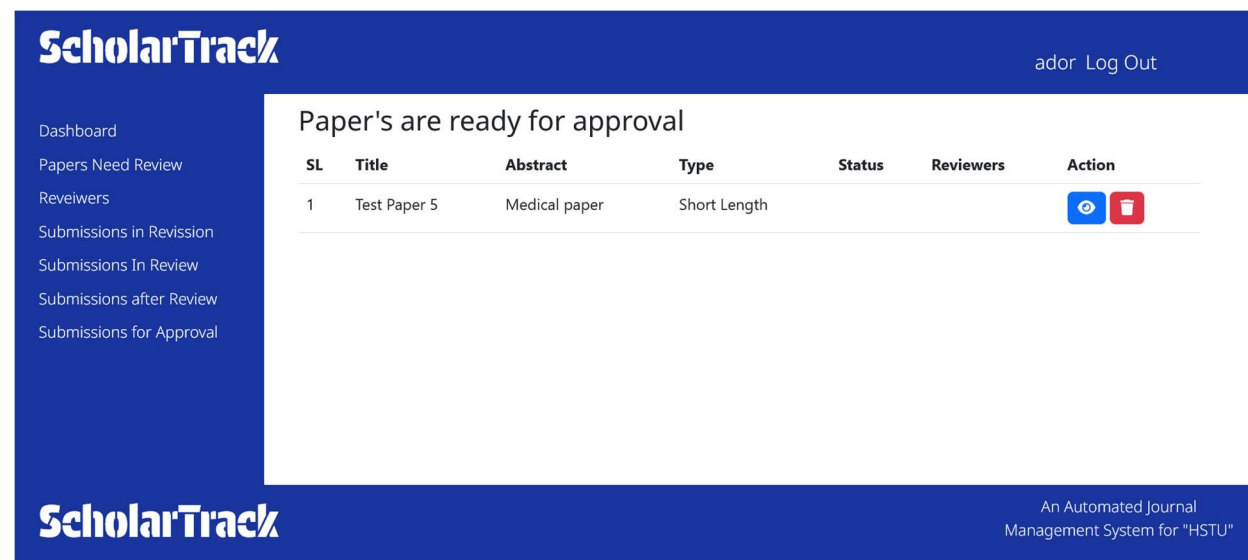 ScholarTrack
ador Log Out
Dashboard
Papers Need Review
Reveiwers
Submissions in Revission
Submissions In Review
Submissions after Review
Submissions for Approval
Paper's are ready for approval
SL Title Abstract Type Status Reviewers Action
1 Test Paper 5 Medical paper Short Length
ScholarTrack
An Automated Journal
Management System for "HSTU"